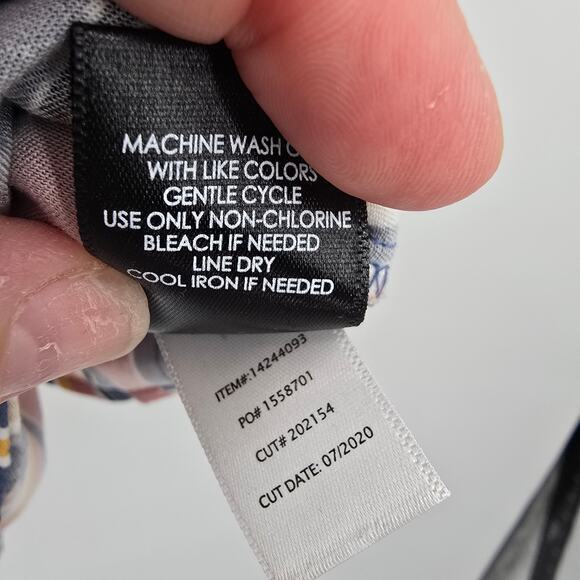 MACHINE WASH
WITH LIKE COLORS
GENTLE CYCLE
USE ONLY NON-CHLORINE
BLEACH IF NEEDED
LINE DRY
COOL IRON IF NEEDED
ITEM#:14244093
PO# 1558701
CUT# 202154
CUT DATE: 07/2020